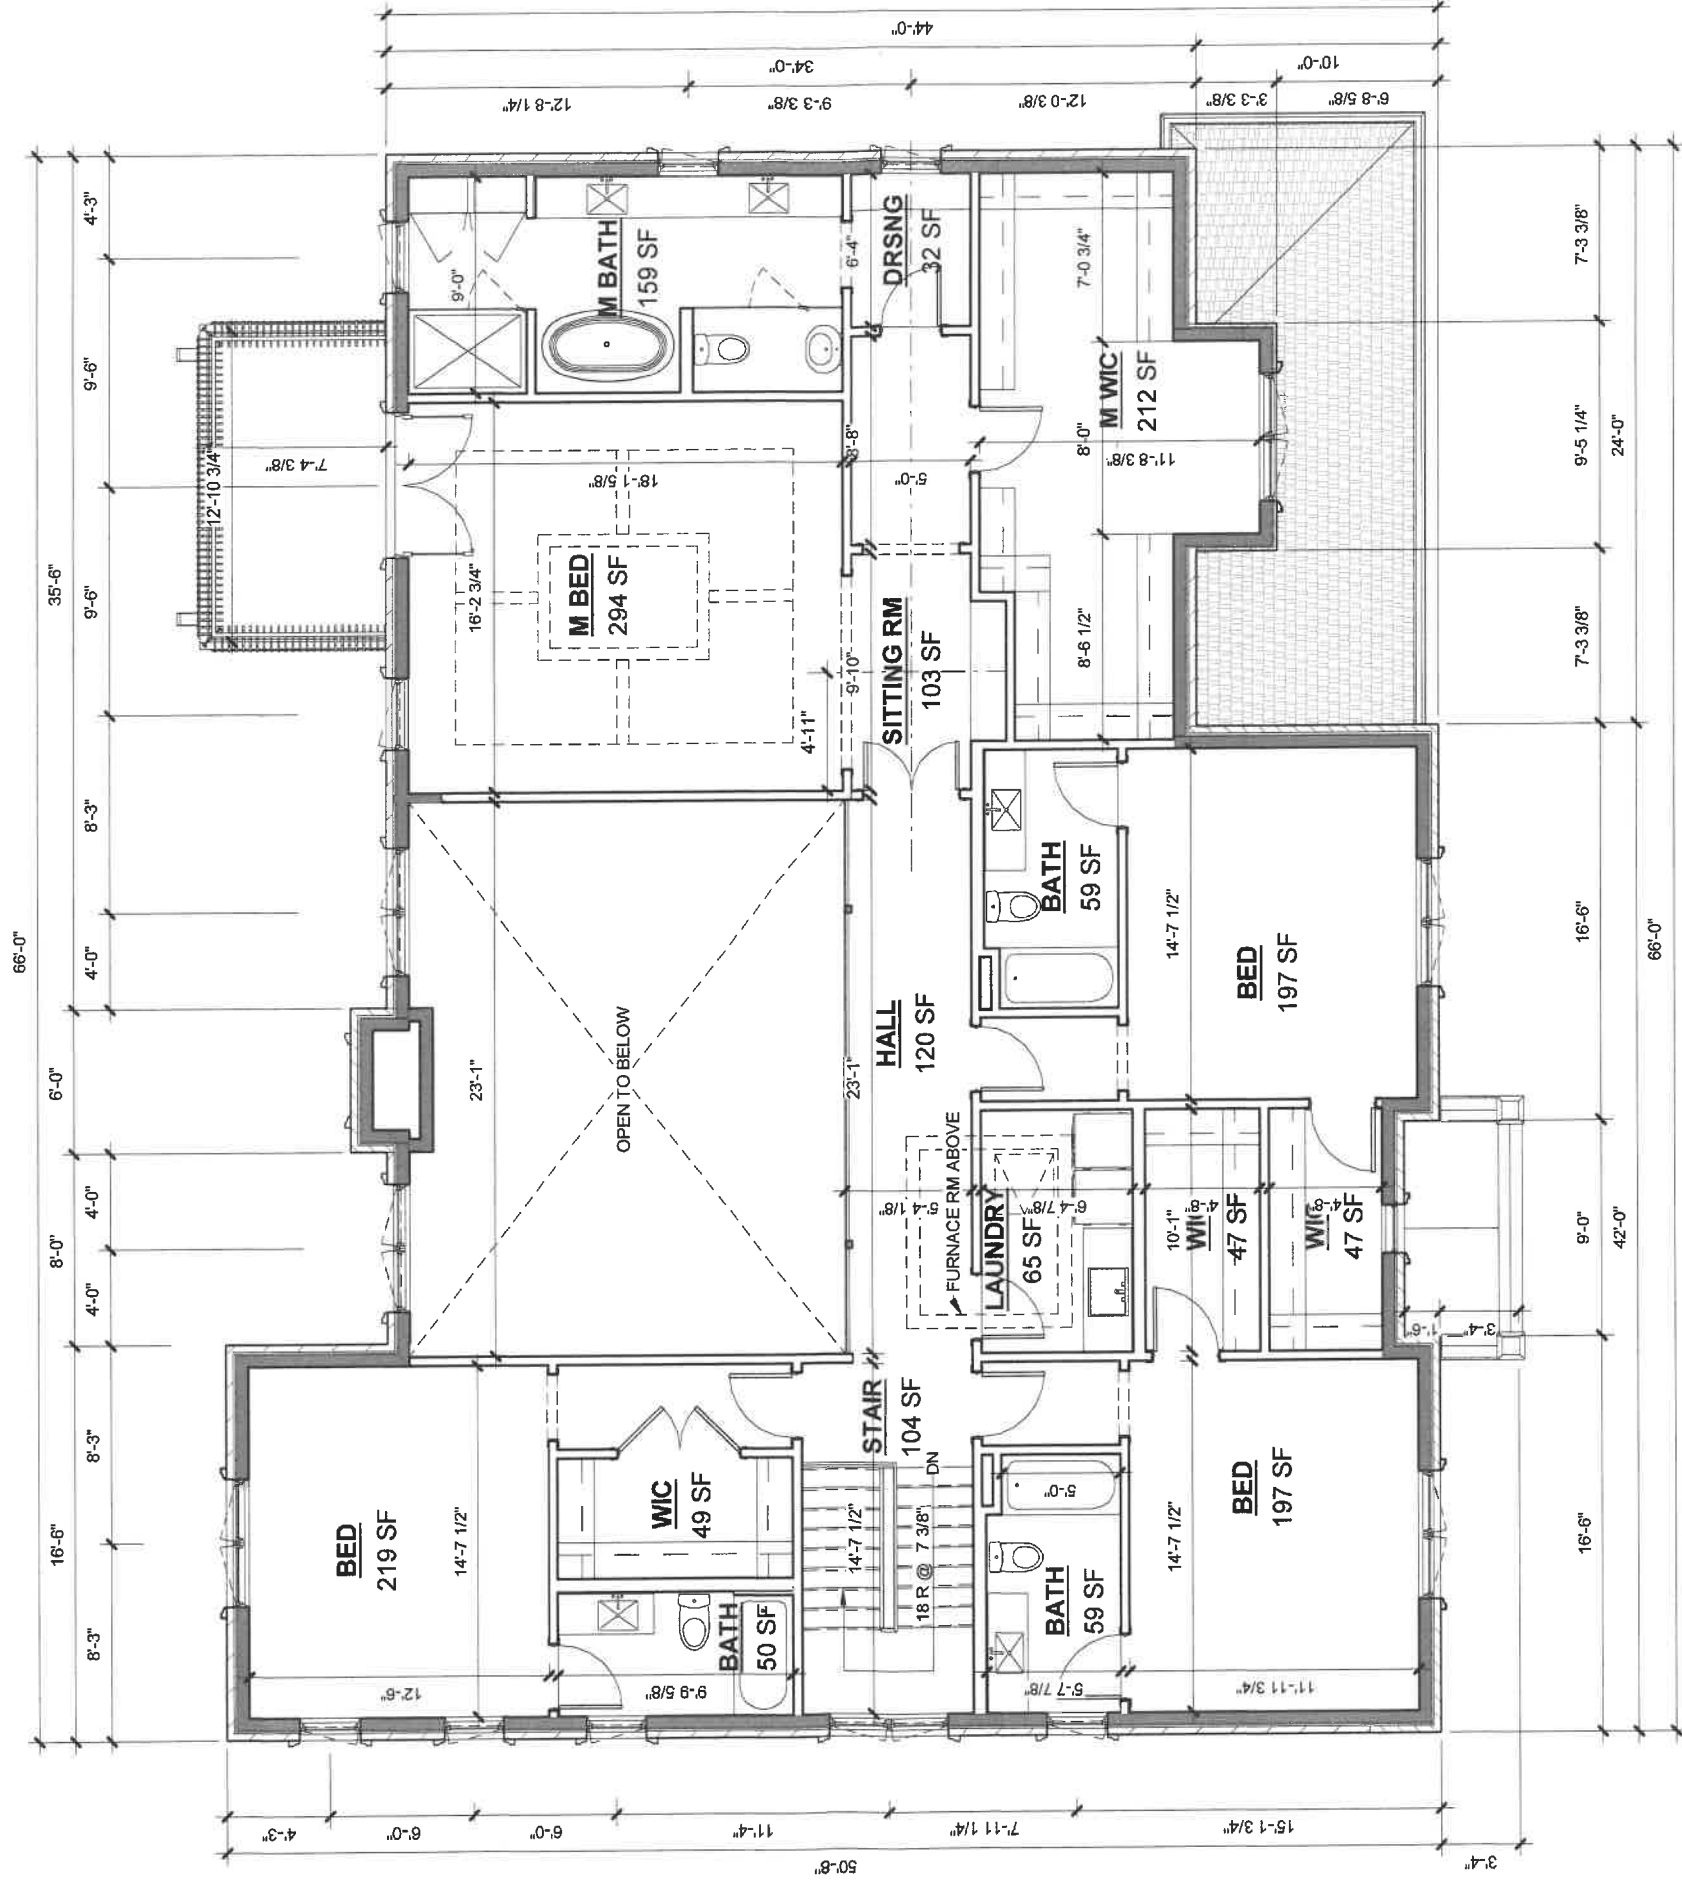 44'-0"
34'-0"
10'-0"
12'-8 1/4"
9'-3 3/8"
12'-0 3/8"
3'-3 3/8"
6'-8 5/8"
66'-0"
35'-6"
6'-0"
8'-0"
16'-6"
4'-3"
9'-6"
9'-6"
8'-3"
4'-0"
4'-0"
4'-0"
8'-3"
8'-3"
12'-10 3/4"
7'-4 3/8"
9'-0"
M BATH
159 SF
6'-4"
DRSNG
32 SF
7'-0 3/4"
M WIC
212 SF
8'-0"
11'-8 3/8"
8'-6 1/2"
18'-1 5/8"
16'-2 3/4"
M BED
294 SF
5'-0"
SITTING RM
103 SF
9'-10"
4'-11"
23'-1"
OPEN TO BELOW
23'-1"
HALL
120 SF
BATH
59 SF
14'-7 1/2"
BED
197 SF
FURNACE RM ABOVE
5'-4 1/8"
LAUNDRY
65 SF
6'-4 7/8"
10'-1"
4'-8"
47 SF
4'-8"
47 SF
1'-6"
3'-4"
BED
219 SF
14'-7 1/2"
12'-6"
WIC
49 SF
BATH
50 SF
9'-9 5/8"
STAIR
104 SF
DN
14'-7 1/2"
18 R @ 7 3/8"
5'-0"
BATH
59 SF
5'-7 7/8"
14'-7 1/2"
BED
197 SF
11'-11 3/4"
7'-3 3/8"
9'-5 1/4"
7'-3 3/8"
24'-0"
16'-6"
9'-0"
16'-6"
42'-0"
66'-0"
4'-3"
6'-0"
6'-0"
11'-4"
7'-11 1/4"
15'-1 3/4"
50'-8"
3'-4"